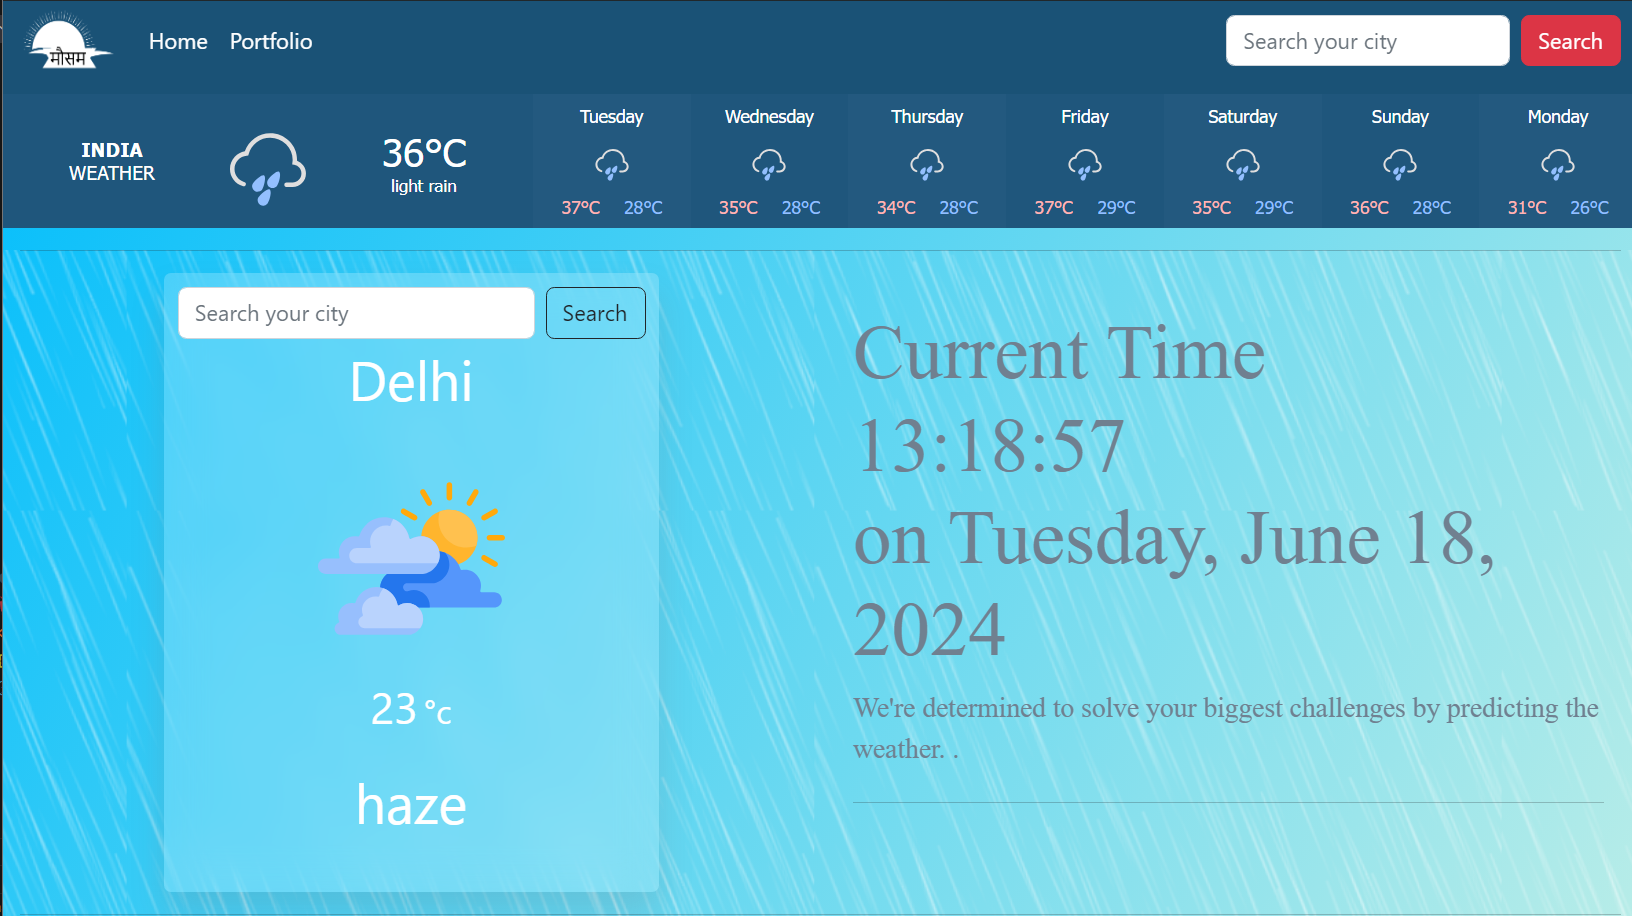 मौसम
Home Portfolio
Search your city Search
INDIA
WEATHER
36°C
light rain
Tuesday
37°C 28°C
Wednesday
35°C 28°C
Thursday
34°C 28°C
Friday
37°C 29°C
Saturday
35°C 29°C
Sunday
36°C 28°C
Monday
31°C 26°C
Search your city Search
Delhi
23 °c
haze
Current Time
13:18:57
on Tuesday, June 18,
2024
We're determined to solve your biggest challenges by predicting the
weather. .